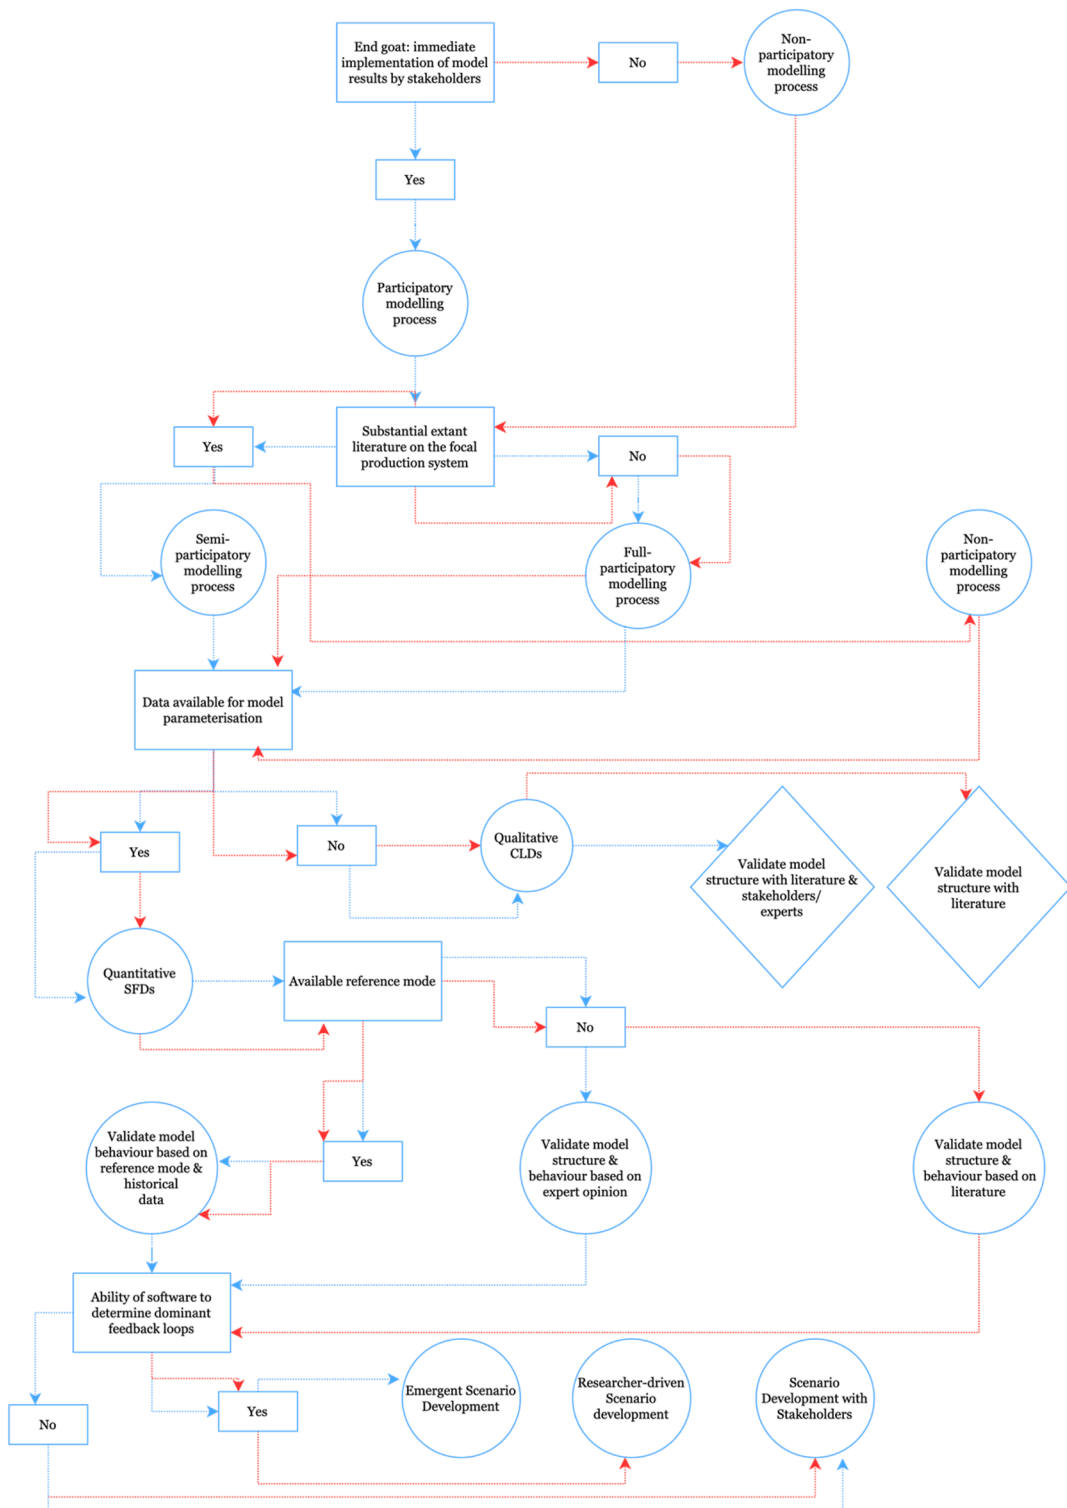 End goat: immediate
implementation of model
results by stakeholders
No
Non-
participatory
modelling
process
Yes
Participatory
modelling
process
Yes
Substantial extant
literature on the focal
production system
No
Semi-
participatory
modelling
process
Full-
participatory
modelling
process
Non-
participatory
modelling
process
Data available for model
parameterisation
Yes
No
Qualitative
CLDs
Validate model
structure with literature &
stakeholders/
experts
Validate model
structure with
literature
Quantitative
SFDs
Available reference mode
No
Validate model
behaviour based on
reference mode &
historical
data
Yes
Validate model
structure &
behaviour based on
expert opinion
Validate model
structure &
behaviour based on
literature
Ability of software to
determine dominant
feedback loops
No
Yes
Emergent Scenario
Development
Researcher-driven
Scenario
development
Scenario
Development with
Stakeholders